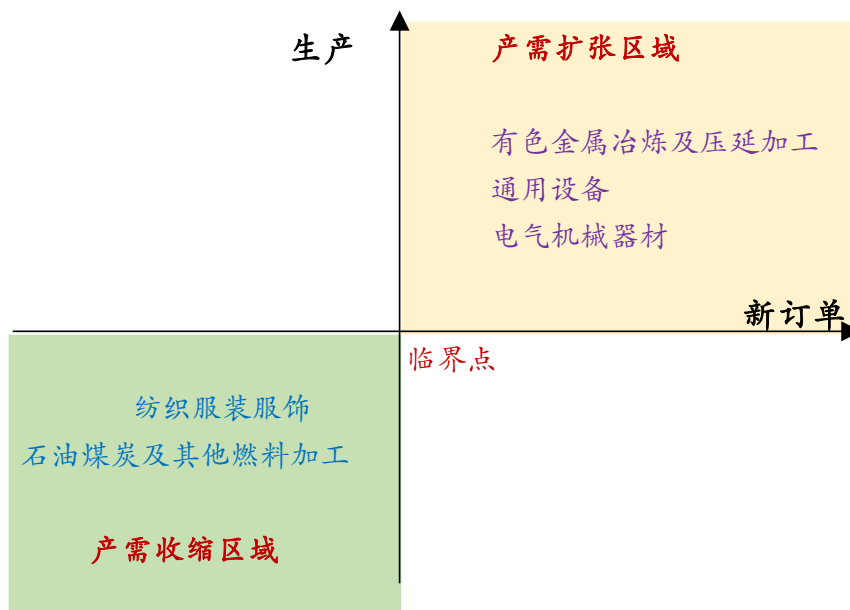 生产
产需扩张区域
有色金属冶炼及压延加工
通用设备
电气机械器材
新订单
临界点
纺织服装服饰
石油煤炭及其他燃料加工
产需收缩区域